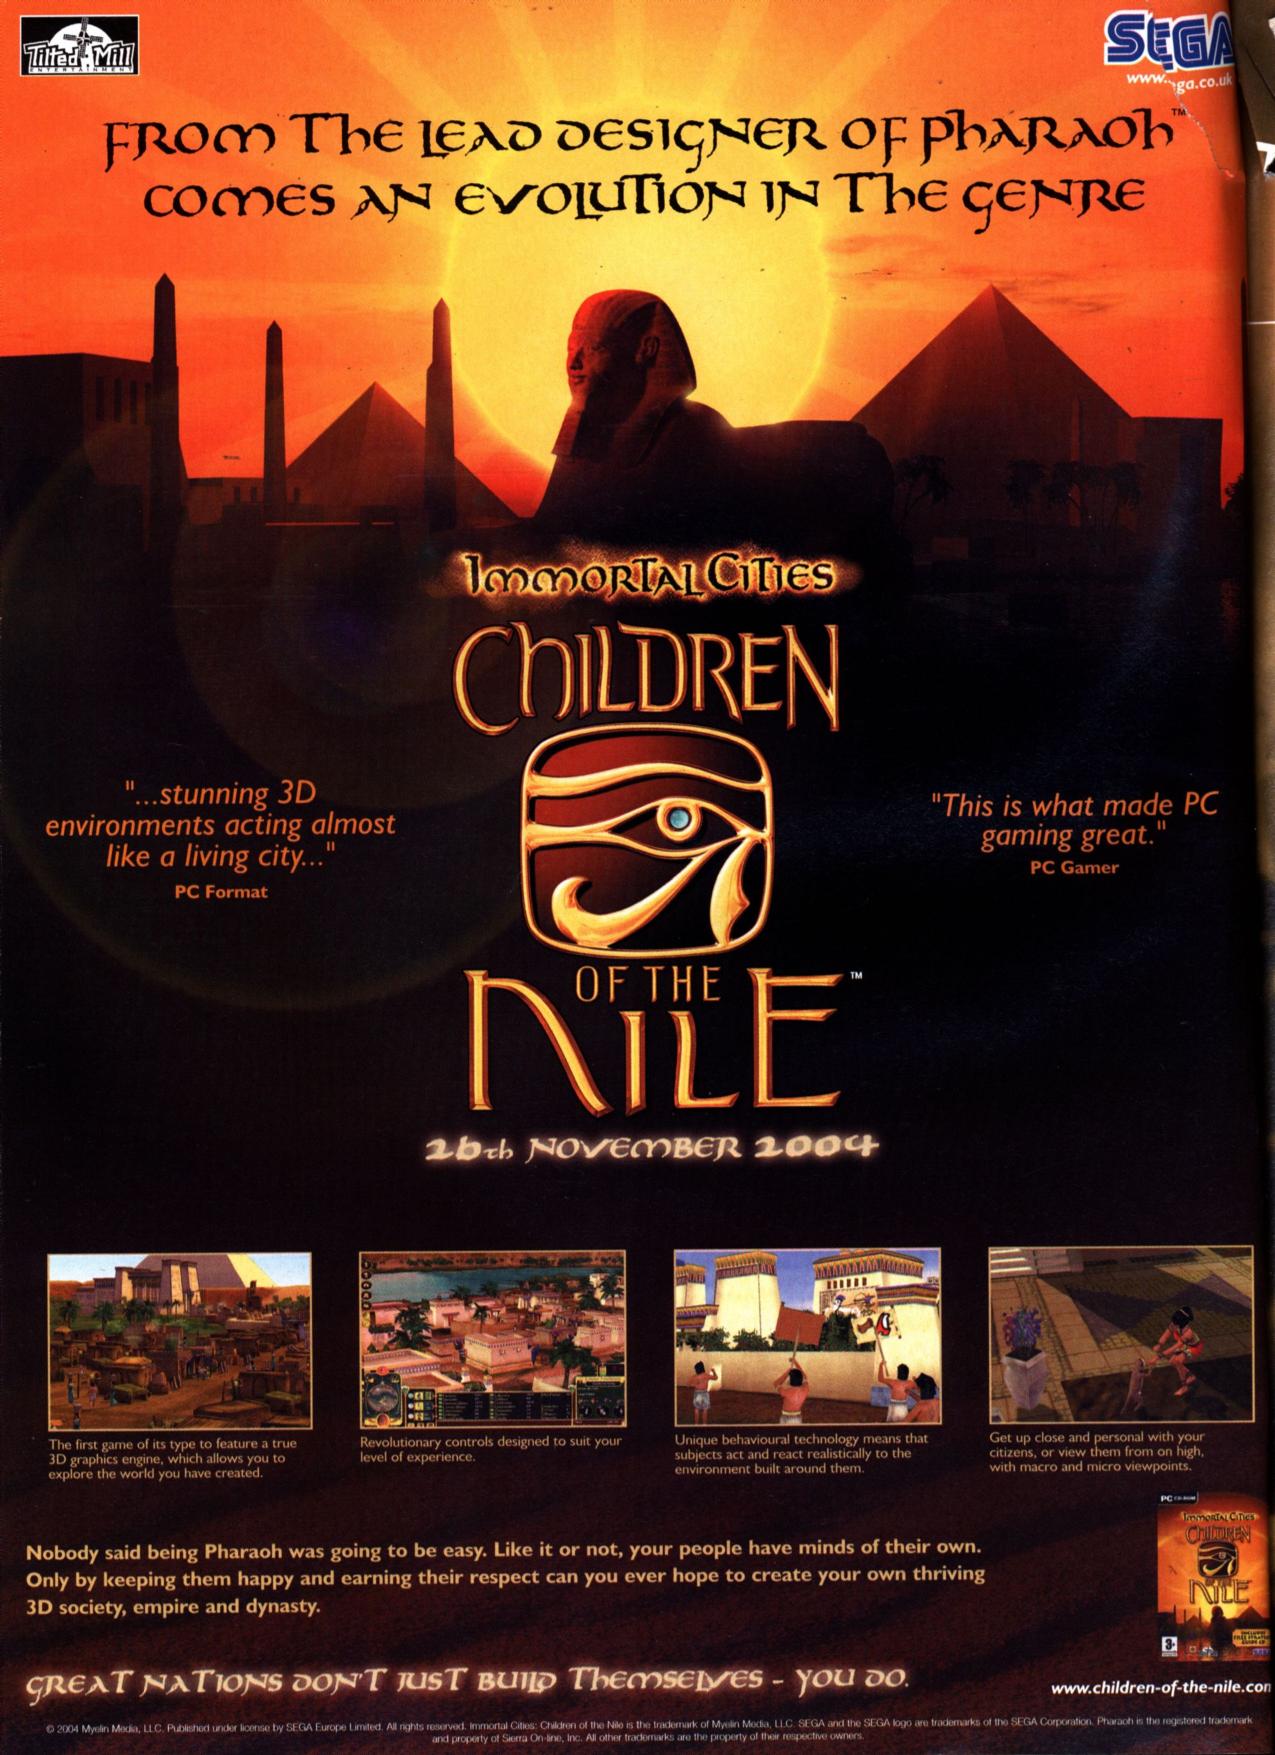 Tilted Mill
ENTERTAINMENT
SEGA
FROM THE LEAD DESIGNER OF PHARAOH™
COMES AN EVOLUTION IN THE GENRE
IMMORTAL CITIES
CHILDREN
OF THE
NILE™
26th NOVEMBER 2004
"...stunning 3D
environments acting almost
like a living city..."
PC Format
"This is what made PC
gaming great."
PC Gamer
The first game of its type to feature a true
3D graphics engine, which allows you to
explore the world you have created.
Revolutionary controls designed to suit your
level of experience.
Unique behavioural technology means that
subjects act and react realistically to the
environment built around them.
Get up close and personal with your
citizens, or view them from on high,
with macro and micro viewpoints.
Nobody said being Pharaoh was going to be easy. Like it or not, your people have minds of their own.
Only by keeping them happy and earning their respect can you ever hope to create your own thriving
3D society, empire and dynasty.
GREAT NATIONS DON'T JUST BUILD THEMSELVES - YOU DO.
PC CD-ROM
IMMORTAL CITIES
CHILDREN
OF THE
NILE
3+
www.children-of-the-nile.com
© 2004 Myelin Media, LLC. Published under license by SEGA Europe Limited. All rights reserved. Immortal Cities: Children of the Nile is the trademark of Myelin Media, LLC. SEGA and the SEGA logo are trademarks of the SEGA Corporation. Pharaoh is the registered trademark
and property of Sierra On-line, Inc. All other trademarks are the property of their respective owners.